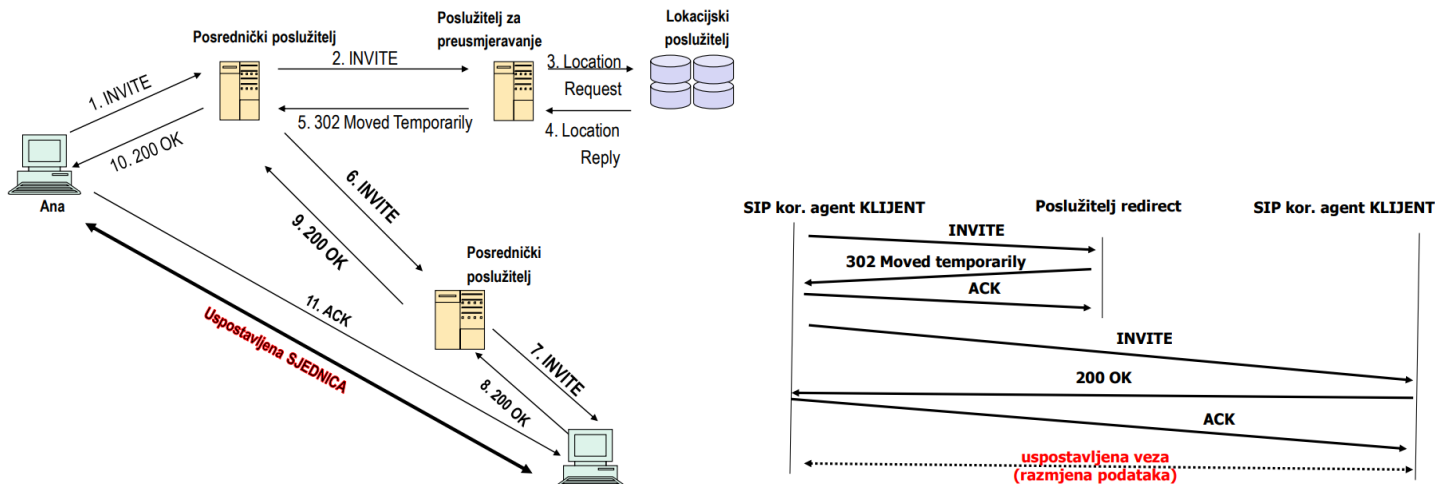 Posrednički poslužitelj
Poslužitelj za
preusmjeravanje
Lokacijski
poslužitelj
1. INVITE
2. INVITE
3. Location
Request
4. Location
Reply
5. 302 Moved Temporarily
10. 200 OK
Ana
6. INVITE
9. 200 OK
Posrednički
poslužitelj
11. ACK
Uspostavljena SJEDNICA
7. INVITE
8. 200 OK
SIP kor. agent KLIJENT
Poslužitelj redirect
SIP kor. agent KLIJENT
INVITE
302 Moved temporarily
ACK
INVITE
200 OK
ACK
uspostavljena veza
(razmjena podataka)